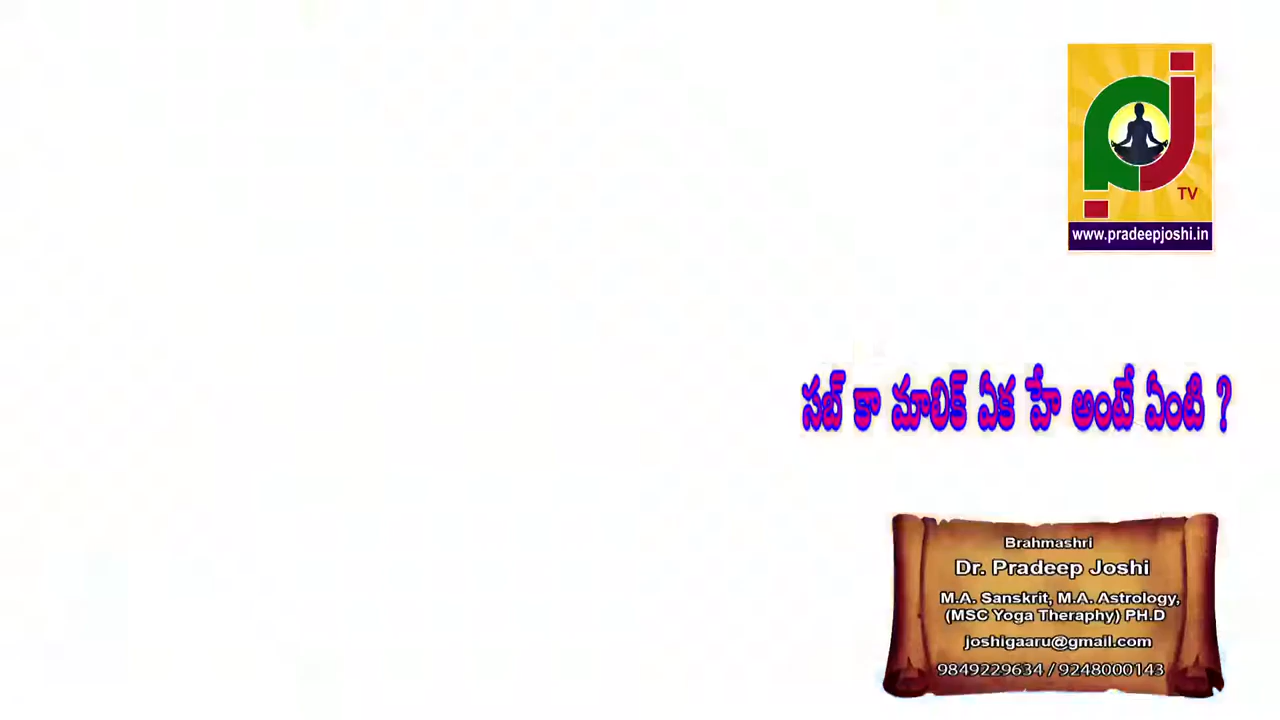 PJ
TV
www.pradeepjoshi.in
సబ్ కా మాలిక్ ఏక హే అంటే ఏంటి ?
Brahmashri
Dr. Pradeep Joshi
M.A. Sanskrit, M.A. Astrology,
(MSC Yoga Theraphy) PH.D
joshigaaru@gmail.com
9849229634 / 9248000143